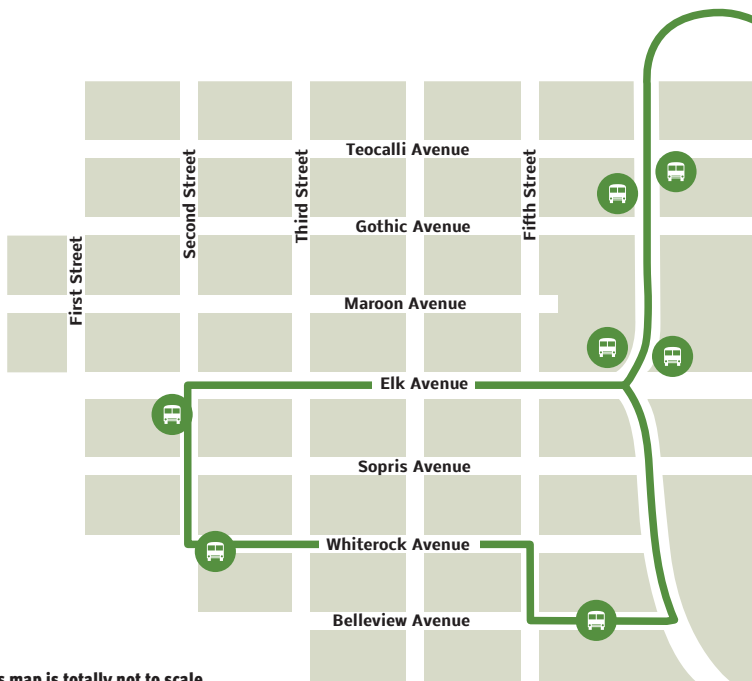 Teocalli Avenue
Second Street
Third Street
Fifth Street
Gothic Avenue
First Street
Maroon Avenue
Elk Avenue
Sopris Avenue
Whiterock Avenue
Belleview Avenue
s map is totally not to scale